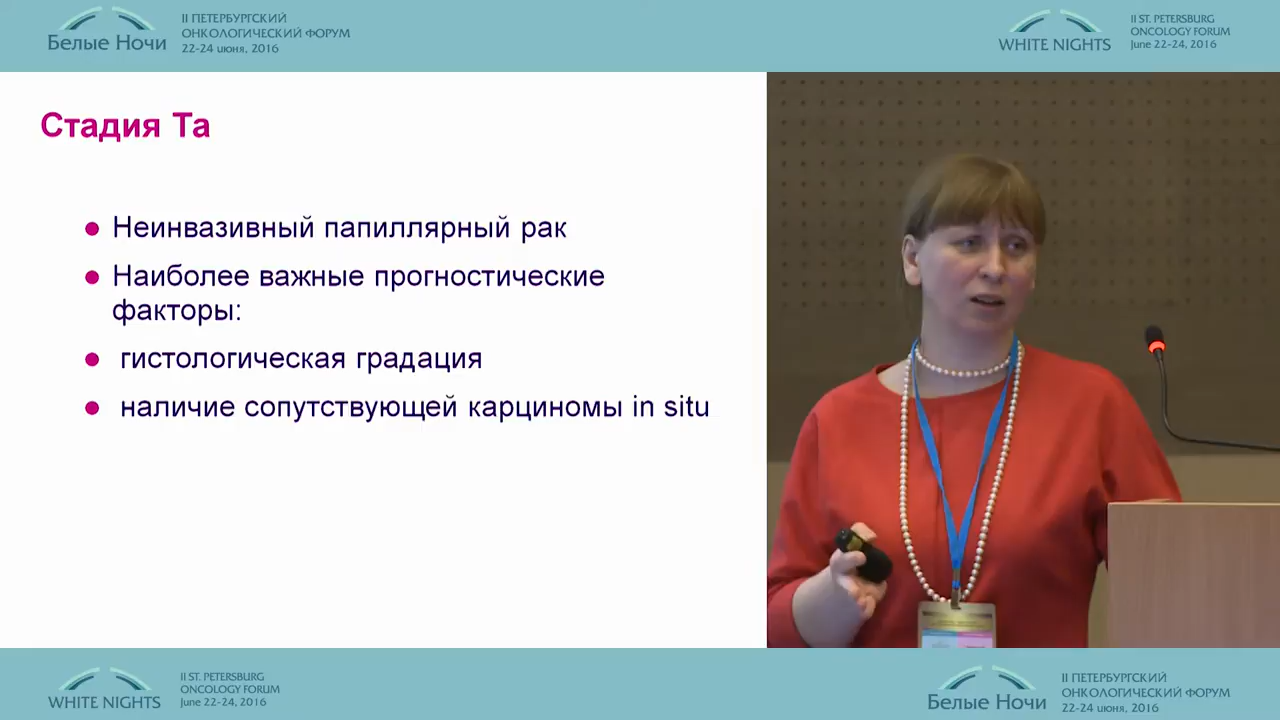 Белые Ночи
II ПЕТЕРБУРГСКИЙ
ОНКОЛОГИЧЕСКИЙ ФОРУМ
22-24 июня, 2016
WHITE NIGHTS
II ST. PETERSBURG
ONCOLOGY FORUM
June 22-24, 2016
Стадия Та
Неинвазивный папиллярный рак
Наиболее важные прогностические
факторы:
гистологическая градация
наличие сопутствующей карциномы in situ
WHITE NIGHTS
II ST. PETERSBURG
ONCOLOGY FORUM
June 22-24, 2016
Белые Ночи
II ПЕТЕРБУРГСКИЙ
ОНКОЛОГИЧЕСКИЙ ФОРУМ
22-24 июня, 2016